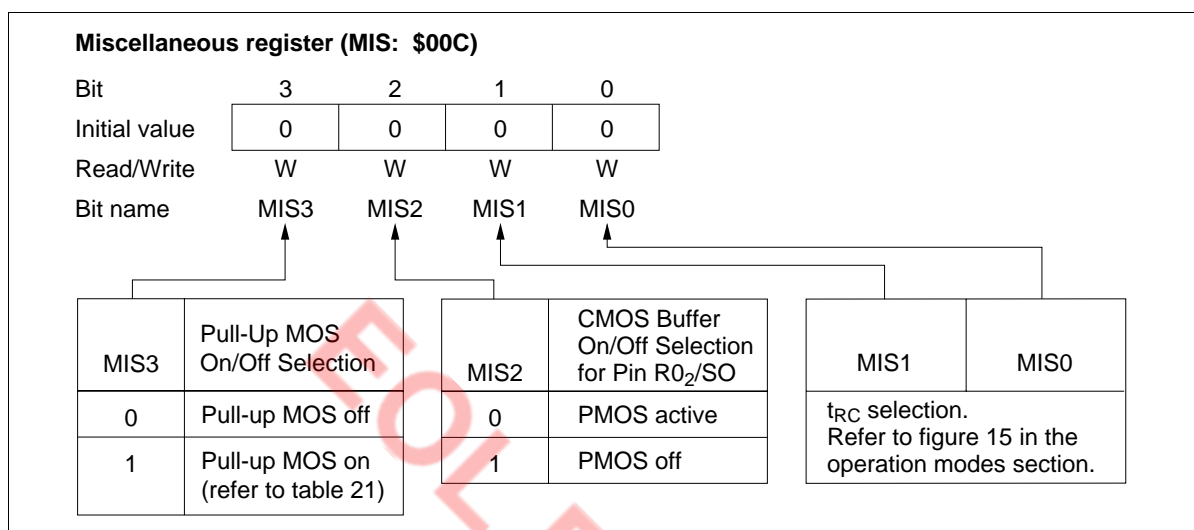 Miscellaneous register (MIS: $00C)
Bit 3 2 1 0
Initial value 0 0 0 0
Read/Write W W W W
Bit name MIS3 MIS2 MIS1 MIS0
MIS3
Pull-Up MOS
On/Off Selection
0 Pull-up MOS off
1 Pull-up MOS on
(refer to table 21)
MIS2
CMOS Buffer
On/Off Selection
for Pin R0₂/SO
0 PMOS active
1 PMOS off
MIS1 MIS0
tRC selection.
Refer to figure 15 in the
operation modes section.
EOL